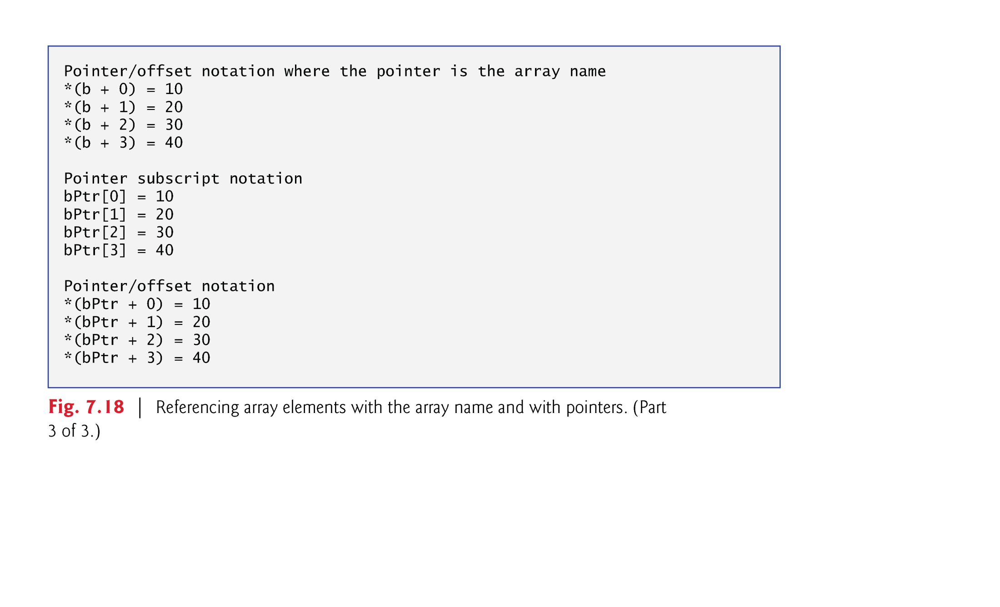 Pointer/offset notation where the pointer is the array name
*(b + 0) = 10
*(b + 1) = 20
*(b + 2) = 30
*(b + 3) = 40
Pointer subscript notation
bPtr[0] = 10
bPtr[1] = 20
bPtr[2] = 30
bPtr[3] = 40
Pointer/offset notation
*(bPtr + 0) = 10
*(bPtr + 1) = 20
*(bPtr + 2) = 30
*(bPtr + 3) = 40
Fig. 7.18 | Referencing array elements with the array name and with pointers. (Part
3 of 3.)